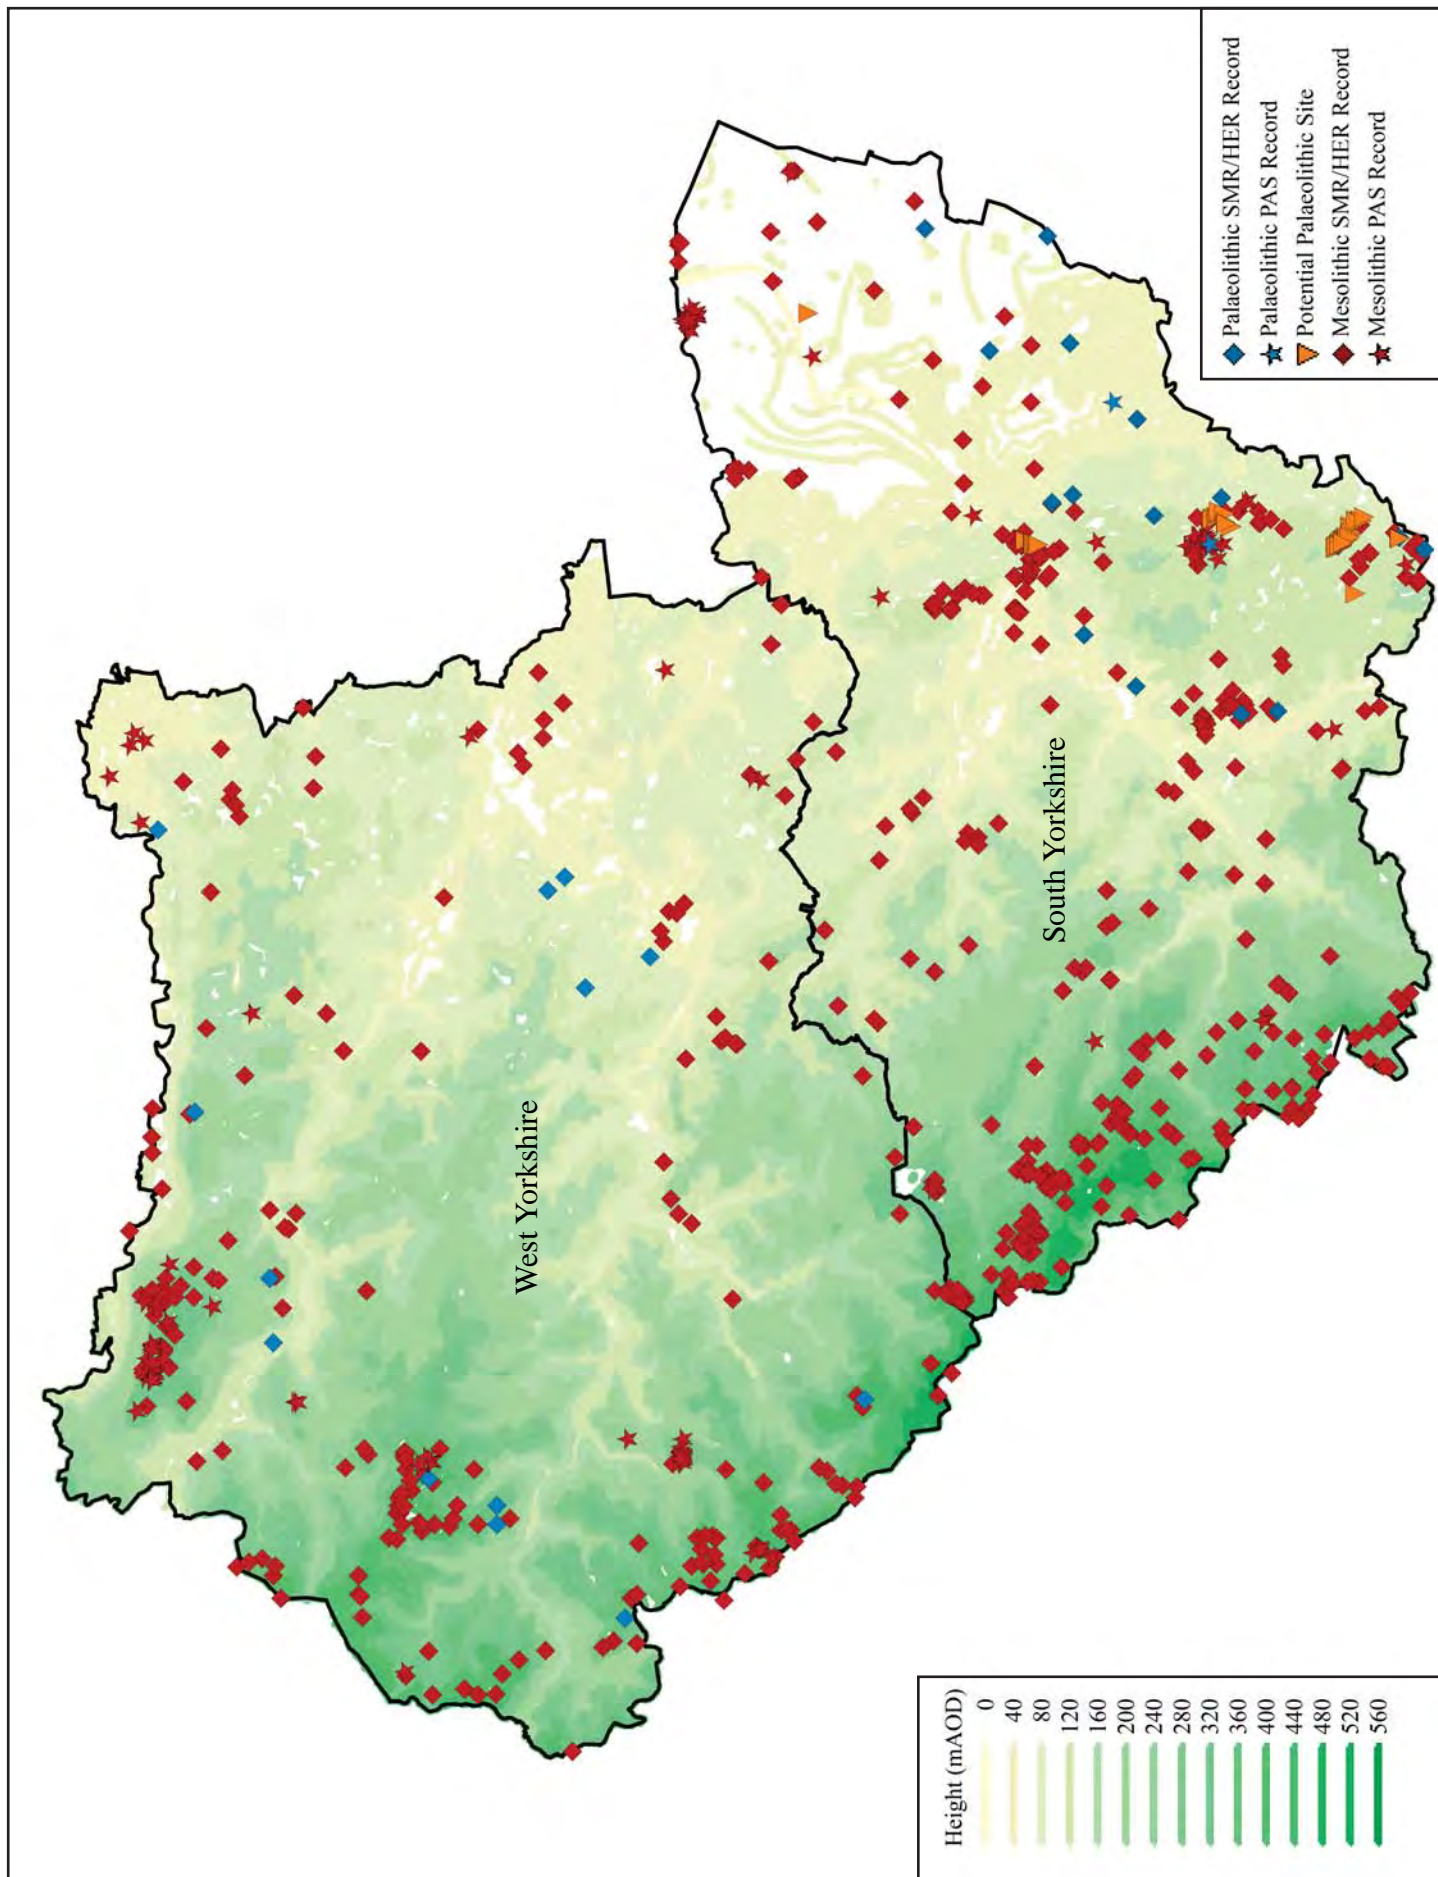 West Yorkshire
South Yorkshire
Palaeolithic SMR/HER Record
Palaeolithic PAS Record
Potential Palaeolithic Site
Mesolithic SMR/HER Record
Mesolithic PAS Record
Height (mAOD)
0
40
80
120
160
200
240
280
320
360
400
440
480
520
560